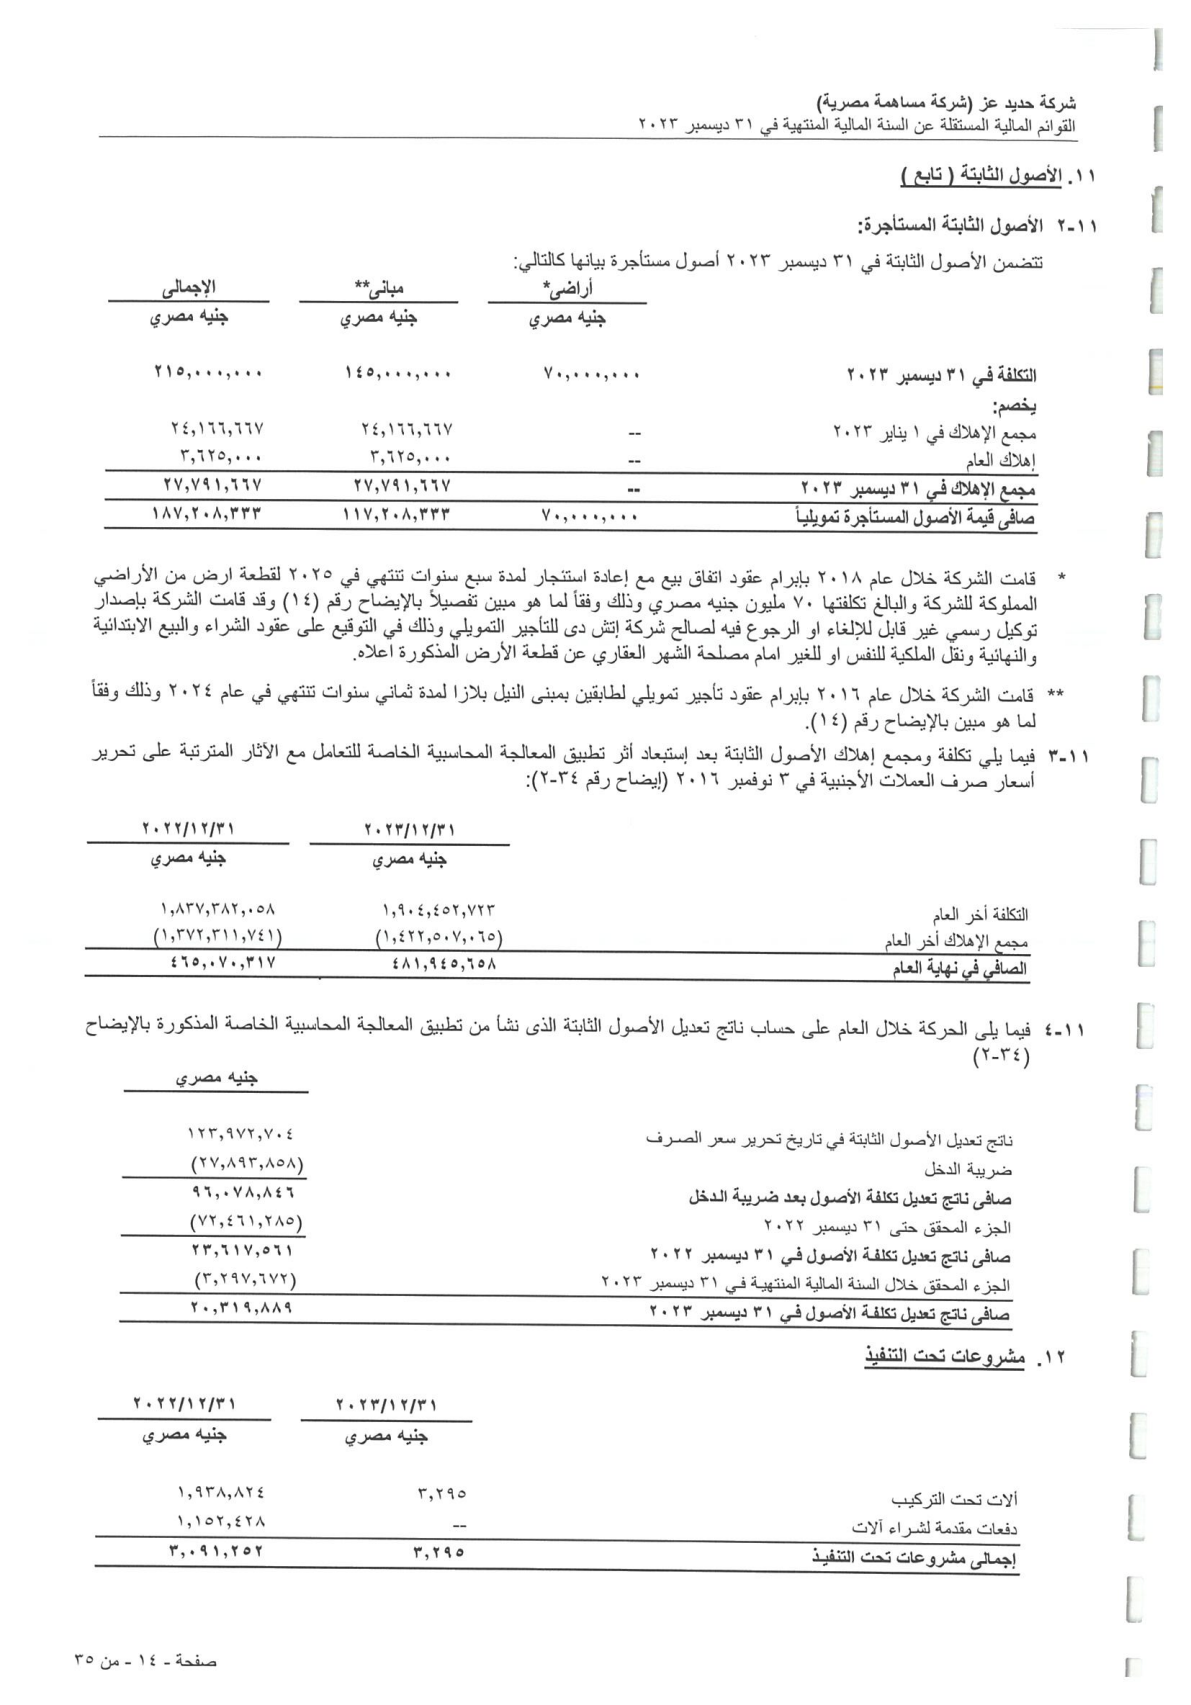 شركة حديد عز (شركة مساهمة مصرية)
القوائم المالية المستقلة عن السنة المالية المنتهية في ٣١ ديسمبر ٢٠٢٣
١١. الأصول الثابتة ( تابع )
١١-٢ الأصول الثابتة المستأجرة:
تتضمن الأصول الثابتة في ٣١ ديسمبر ٢٠٢٣ أصول مستأجرة بيانها كالتالي:
أراضى* مبانى** الإجمالى
جنيه مصري جنيه مصري جنيه مصري
التكلفة في ٣١ ديسمبر ٢٠٢٣ ٧٠,٠٠٠,٠٠٠ ١٤٥,٠٠٠,٠٠٠ ٢١٥,٠٠٠,٠٠٠
يخصم:
مجمع الإهلاك في ١ يناير ٢٠٢٣ -- ٢٤,١٦٦,٦٦٧ ٢٤,١٦٦,٦٦٧
إهلاك العام -- ٣,٦٢٥,٠٠٠ ٣,٦٢٥,٠٠٠
مجمع الإهلاك في ٣١ ديسمبر ٢٠٢٣ -- ٢٧,٧٩١,٦٦٧ ٢٧,٧٩١,٦٦٧
صافى قيمة الأصول المستأجرة تمويلياً ٧٠,٠٠٠,٠٠٠ ١١٧,٢٠٨,٣٣٣ ١٨٧,٢٠٨,٣٣٣
* قامت الشركة خلال عام ٢٠١٨ بإبرام عقود اتفاق بيع مع إعادة استئجار لمدة سبع سنوات تنتهي في ٢٠٢٥ لقطعة ارض من الأراضي
المملوكة للشركة والبالغ تكلفتها ٧٠ مليون جنيه مصري وذلك وفقاً لما هو مبين تفصيلاً بالإيضاح رقم (١٤) وقد قامت الشركة بإصدار
توكيل رسمي غير قابل للإلغاء او الرجوع فيه لصالح شركة إتش دى للتأجير التمويلي وذلك في التوقيع على عقود الشراء والبيع الابتدائية
والنهائية ونقل الملكية للنفس او للغير امام مصلحة الشهر العقاري عن قطعة الأرض المذكورة اعلاه.
** قامت الشركة خلال عام ٢٠١٦ بإبرام عقود تأجير تمويلي لطابقين بمبنى النيل بلازا لمدة ثماني سنوات تنتهي في عام ٢٠٢٤ وذلك وفقاً
لما هو مبين بالإيضاح رقم (١٤).
١١-٣ فيما يلي تكلفة ومجمع إهلاك الأصول الثابتة بعد إستبعاد أثر تطبيق المعالجة المحاسبية الخاصة للتعامل مع الآثار المترتبة على تحرير
أسعار صرف العملات الأجنبية في ٣ نوفمبر ٢٠١٦ (إيضاح رقم ٣٤-٢):
٢٠٢٣/١٢/٣١ ٢٠٢٢/١٢/٣١
جنيه مصري جنيه مصري
التكلفة أخر العام ١,٩٠٤,٤٥٢,٧٢٣ ١,٨٣٧,٣٨٢,٠٥٨
مجمع الإهلاك أخر العام (١,٤٢٢,٥٠٧,٠٦٥) (١,٣٧٢,٣١١,٧٤١)
الصافي في نهاية العام ٤٨١,٩٤٥,٦٥٨ ٤٦٥,٠٧٠,٣١٧
١١-٤ فيما يلى الحركة خلال العام على حساب ناتج تعديل الأصول الثابتة الذى نشأ من تطبيق المعالجة المحاسبية الخاصة المذكورة بالإيضاح
(٣٤-٢)
جنيه مصري
ناتج تعديل الأصول الثابتة في تاريخ تحرير سعر الصرف ١٢٣,٩٧٢,٧٠٤
ضريبة الدخل (٢٧,٨٩٣,٨٥٨)
صافى ناتج تعديل تكلفة الأصول بعد ضريبة الدخل ٩٦,٠٧٨,٨٤٦
الجزء المحقق حتى ٣١ ديسمبر ٢٠٢٢ (٧٢,٤٦١,٢٨٥)
صافى ناتج تعديل تكلفة الأصول في ٣١ ديسمبر ٢٠٢٢ ٢٣,٦١٧,٥٦١
الجزء المحقق خلال السنة المالية المنتهية في ٣١ ديسمبر ٢٠٢٣ (٣,٢٩٧,٦٧٢)
صافى ناتج تعديل تكلفة الأصول في ٣١ ديسمبر ٢٠٢٣ ٢٠,٣١٩,٨٨٩
١٢. مشروعات تحت التنفيذ
٢٠٢٣/١٢/٣١ ٢٠٢٢/١٢/٣١
جنيه مصري جنيه مصري
ألات تحت التركيب ٣,٢٩٥ ١,٩٣٨,٨٢٤
دفعات مقدمة لشراء آلات -- ١,١٥٢,٤٢٨
إجمالى مشروعات تحت التنفيذ ٣,٢٩٥ ٣,٠٩١,٢٥٢
صفحة - ١٤ - من ٣٥